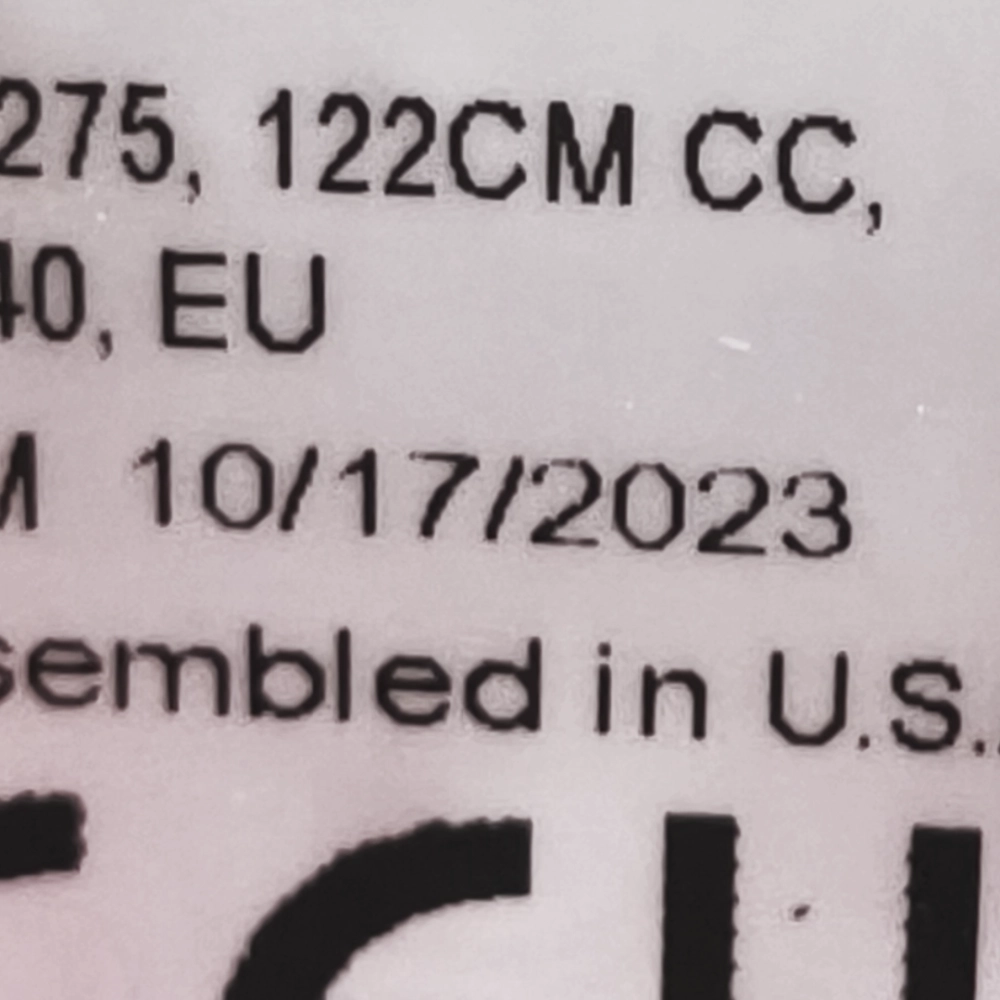 275, 122CM CC,
40, EU
M 10/17/2023
sembled in U.S.